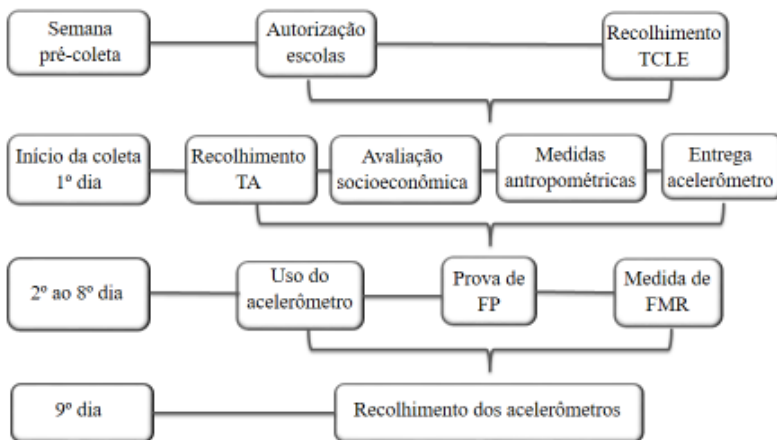 Semana
pré-coleta
Autorização
escolas
Recolhimento
TCLE
Início da coleta
1º dia
Recolhimento
TA
Avaliação
socioeconômica
Medidas
antropométricas
Entrega
acelerômetro
2º ao 8º dia
Uso do
acelerômetro
Prova de
FP
Medida de
FMR
9º dia
Recolhimento dos acelerômetros